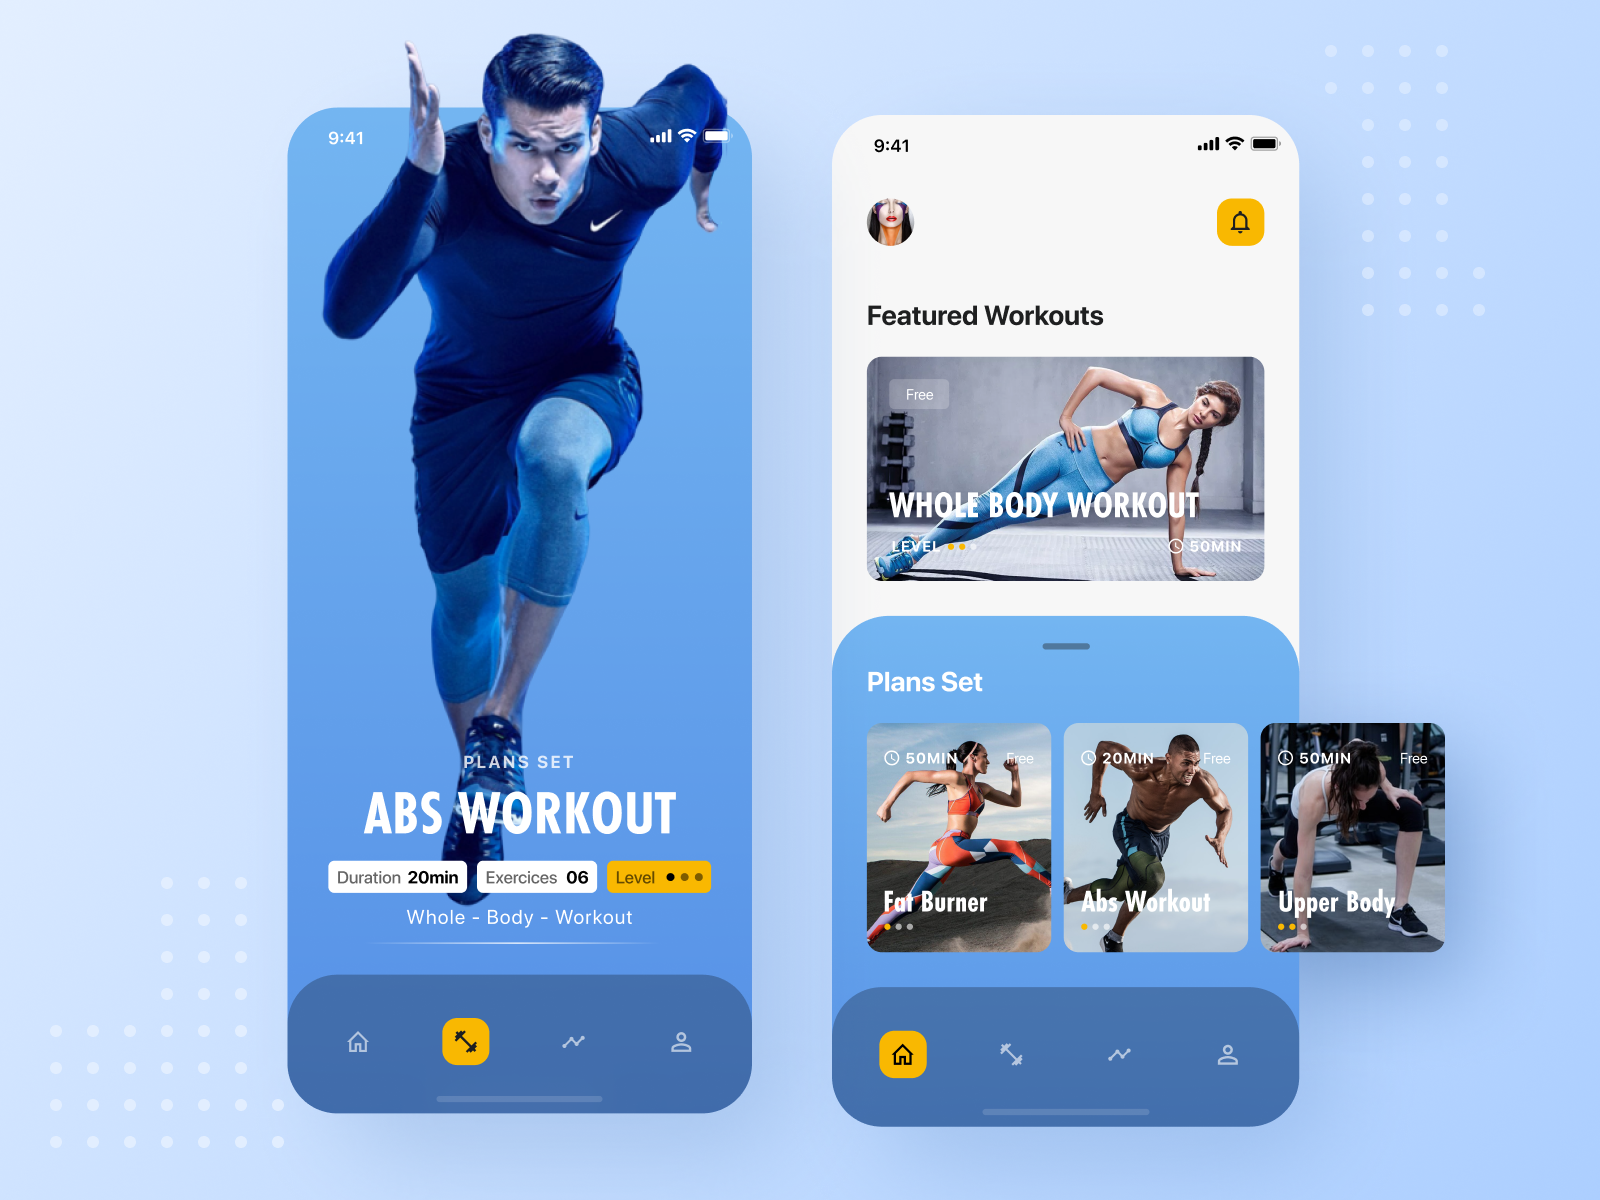 9:41
PLANS SET
ABS WORKOUT
Duration 20min
Exercices 06
Level
Whole - Body - Workout
9:41
Featured Workouts
Free
WHOLE BODY WORKOUT
LEVEL
50MIN
Plans Set
50MIN Free
Fat Burner
20MIN Free
Abs Workout
50MIN Free
Upper Body